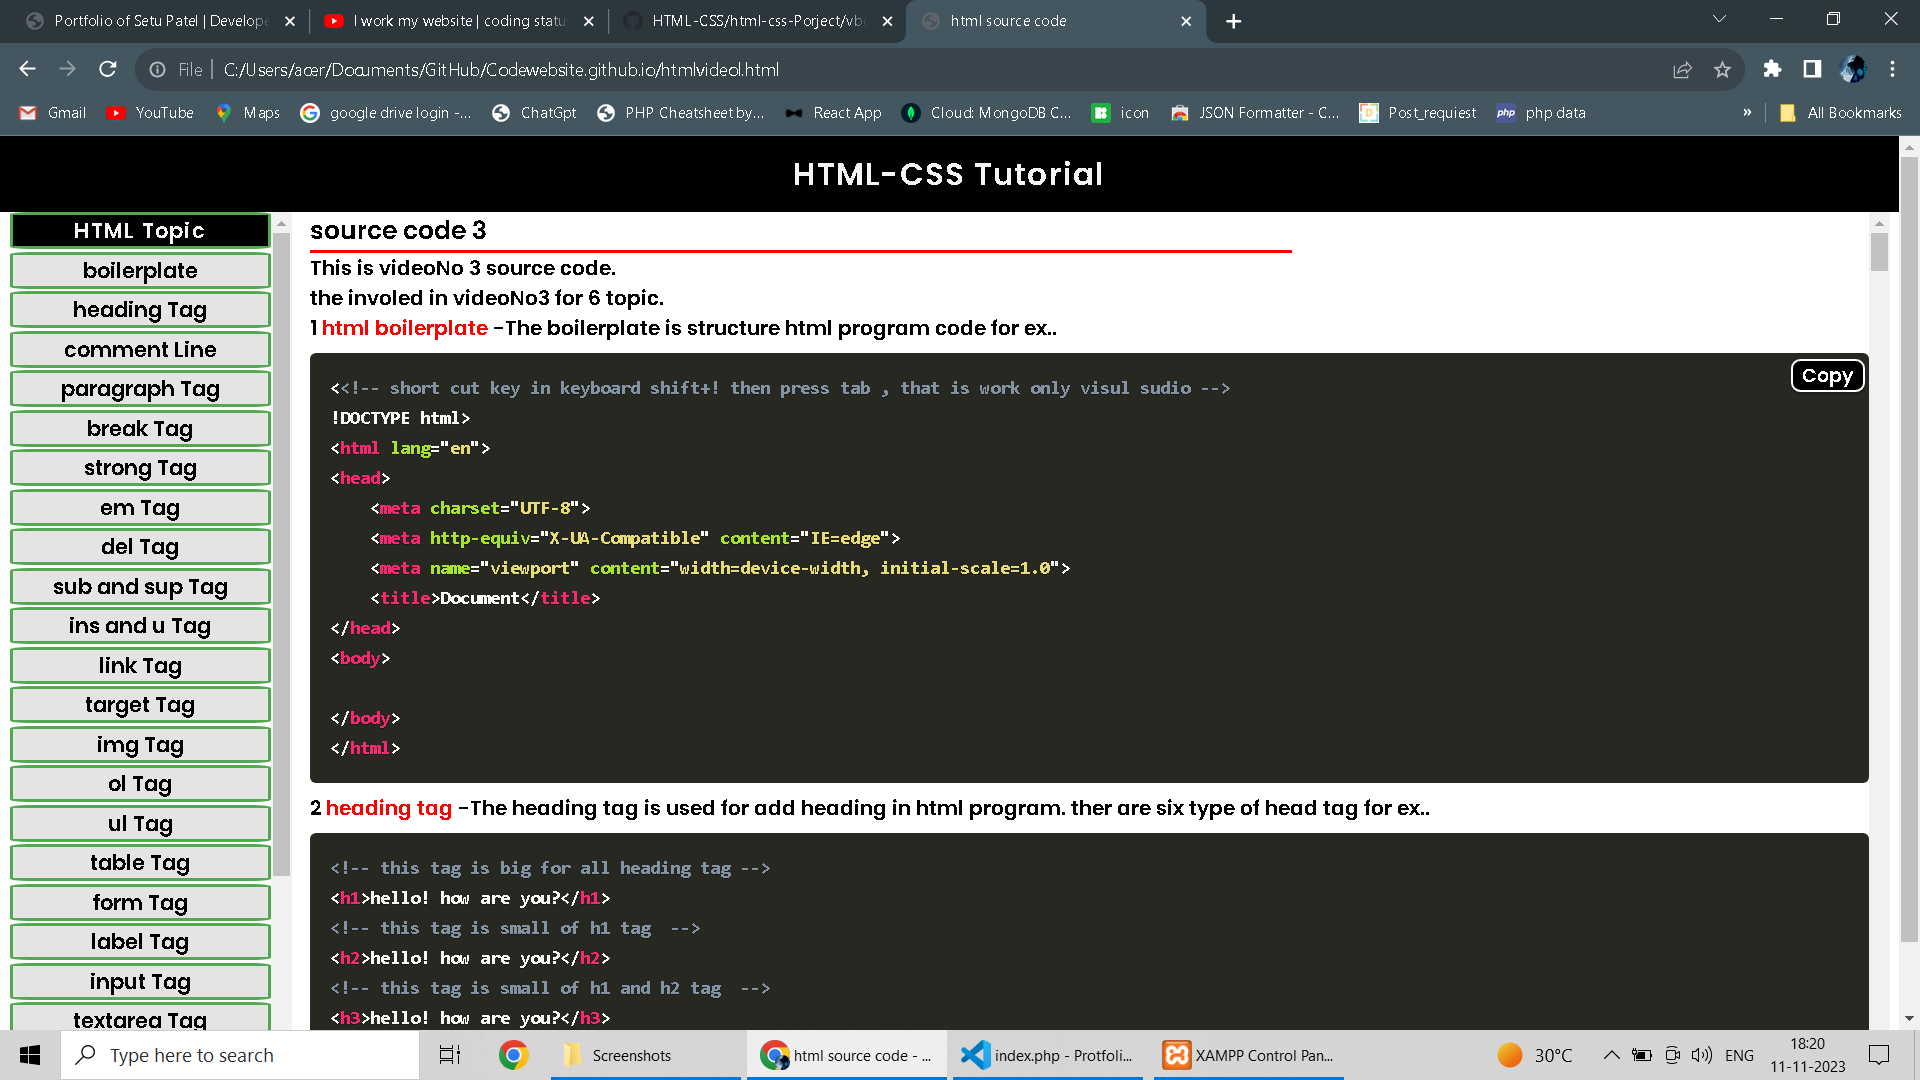 Portfolio of Setu Patel | Develope
I work my website | coding statu
HTML-CSS/html-css-Porject/vbc
html source code
File | C:/Users/acer/Documents/GitHub/Codewebsite.github.io/htmlvideo1.html
Gmail YouTube Maps google drive login -... ChatGpt PHP Cheatsheet by... React App Cloud: MongoDB C... icon JSON Formatter - C... Post_requiest php php data » All Bookmarks
HTML-CSS Tutorial
HTML Topic
boilerplate
heading Tag
comment Line
paragraph Tag
break Tag
strong Tag
em Tag
del Tag
sub and sup Tag
ins and u Tag
link Tag
target Tag
img Tag
ol Tag
ul Tag
table Tag
form Tag
label Tag
input Tag
textarea Tag
source code 3
This is videoNo 3 source code.
the involed in videoNo3 for 6 topic.
1 html boilerplate -The boilerplate is structure html program code for ex..
Copy
<<!-- short cut key in keyboard shift+! then press tab , that is work only visul sudio -->
!DOCTYPE html>
<html lang="en">
<head>
    <meta charset="UTF-8">
    <meta http-equiv="X-UA-Compatible" content="IE=edge">
    <meta name="viewport" content="width=device-width, initial-scale=1.0">
    <title>Document</title>
</head>
<body>
</body>
</html>
2 heading tag -The heading tag is used for add heading in html program. ther are six type of head tag for ex..
<!-- this tag is big for all heading tag -->
<h1>hello! how are you?</h1>
<!-- this tag is small of h1 tag  -->
<h2>hello! how are you?</h2>
<!-- this tag is small of h1 and h2 tag  -->
<h3>hello! how are you?</h3>
Type here to search
Screenshots
html source code - ...
index.php - Protfoli...
XAMPP Control Pan...
30°C
ENG
18:20
11-11-2023